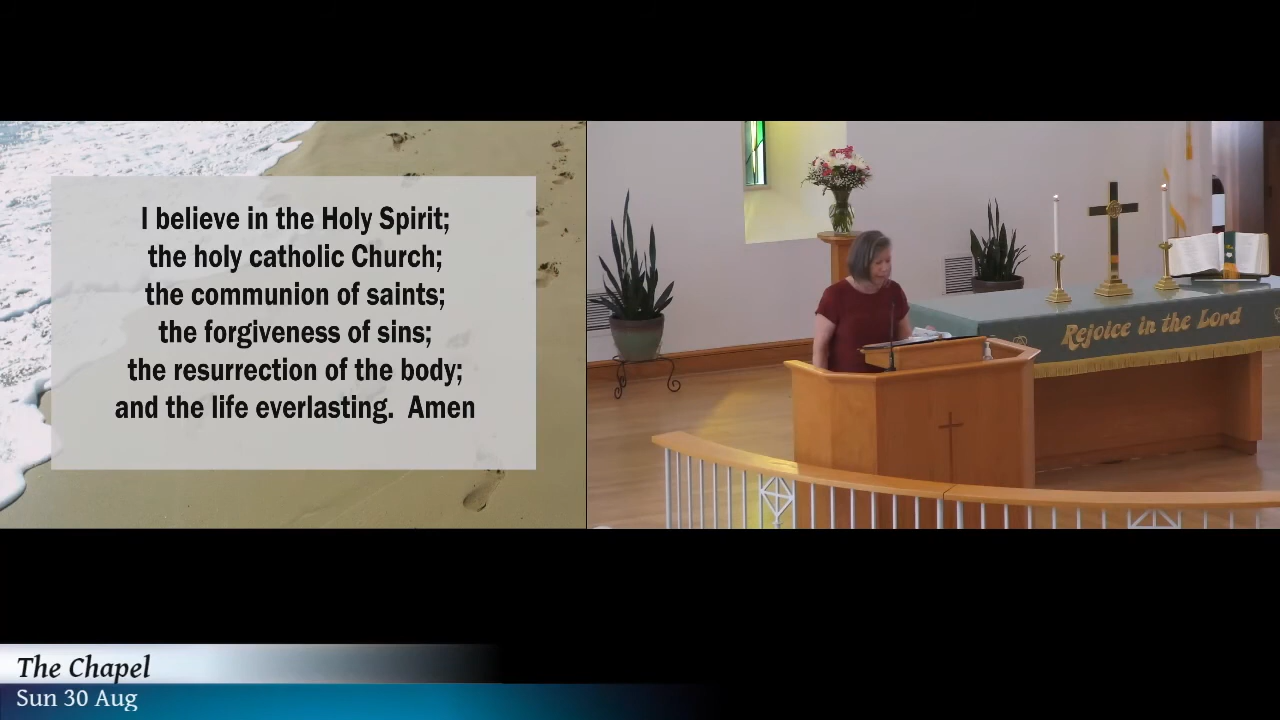 I believe in the Holy Spirit;
the holy catholic Church;
the communion of saints;
the forgiveness of sins;
the resurrection of the body;
and the life everlasting.  Amen
Rejoice in the Lord
The Chapel
Sun 30 Aug